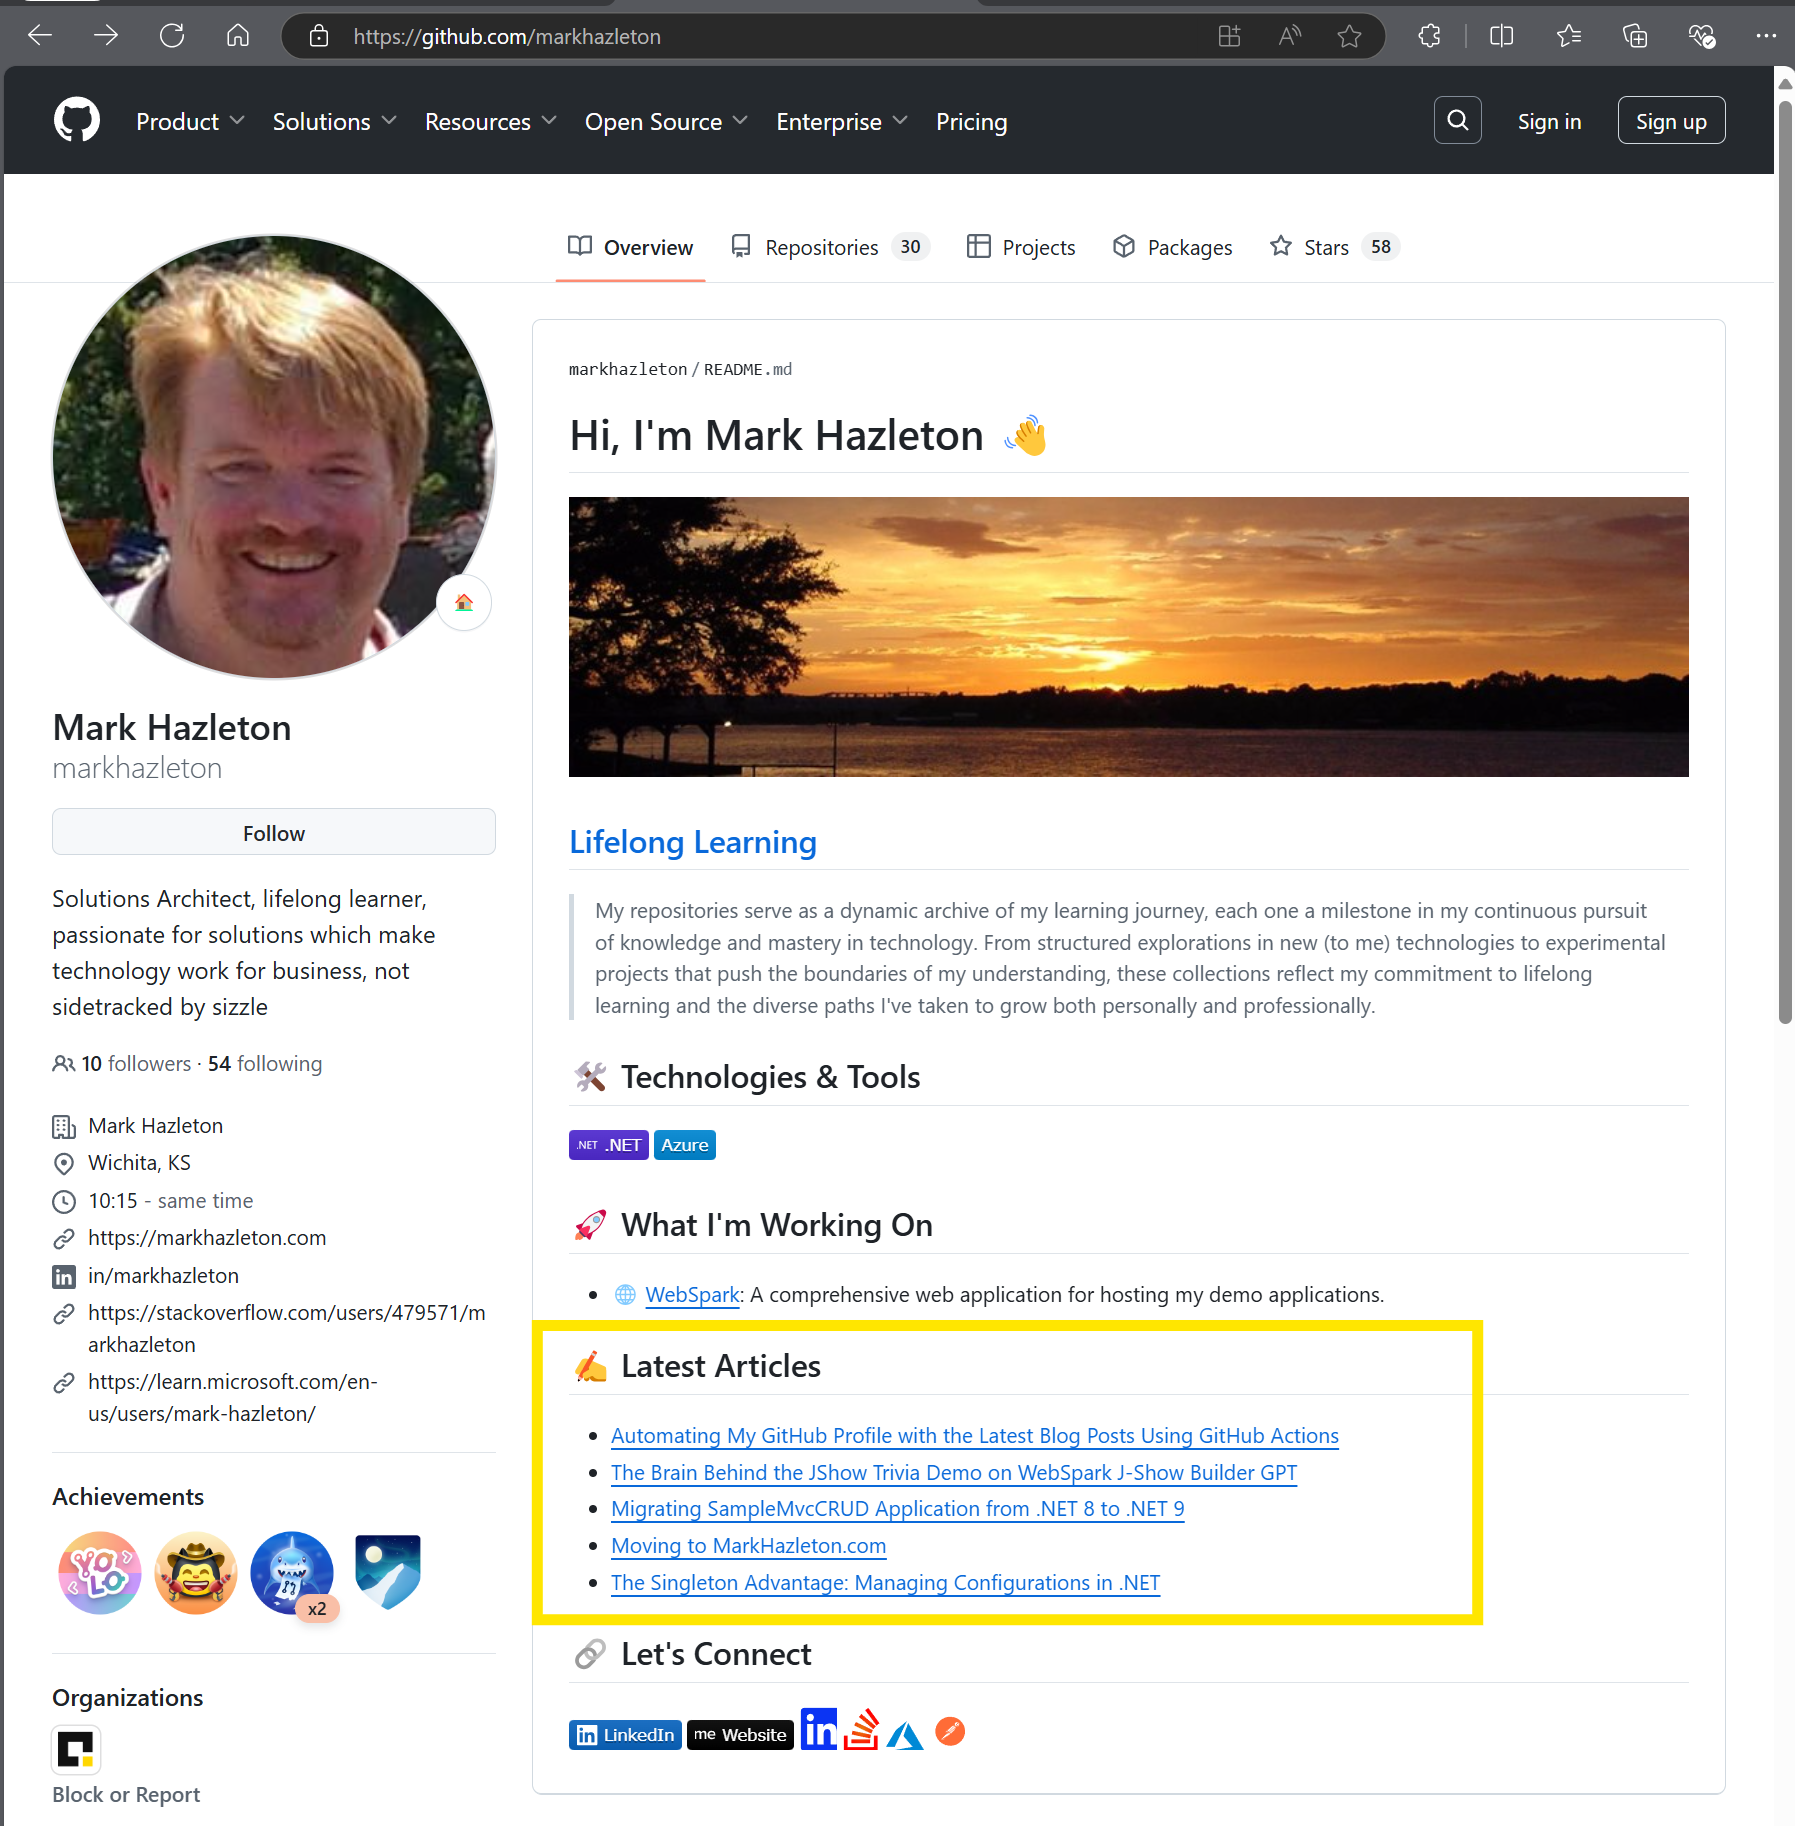 https://github.com/markhazleton
Product Solutions Resources Open Source Enterprise Pricing
Sign in Sign up
Overview Repositories 30 Projects Packages Stars 58
markhazleton/README.md
Hi, I'm Mark Hazleton 👋
Mark Hazleton
markhazleton
Follow
Solutions Architect, lifelong learner,
passionate for solutions which make
technology work for business, not
sidetracked by sizzle
10 followers · 54 following
Mark Hazleton
Wichita, KS
10:15 - same time
https://markhazleton.com
in/markhazleton
https://stackoverflow.com/users/479571/m
arkhazleton
https://learn.microsoft.com/en-
us/users/mark-hazleton/
Achievements
YOLO
x2
Organizations
Block or Report
Lifelong Learning
My repositories serve as a dynamic archive of my learning journey, each one a milestone in my continuous pursuit
of knowledge and mastery in technology. From structured explorations in new (to me) technologies to experimental
projects that push the boundaries of my understanding, these collections reflect my commitment to lifelong
learning and the diverse paths I've taken to grow both personally and professionally.
🛠 Technologies & Tools
.NET .NET Azure
🚀 What I'm Working On
• 🌐 WebSpark: A comprehensive web application for hosting my demo applications.
✍ Latest Articles
• Automating My GitHub Profile with the Latest Blog Posts Using GitHub Actions
• The Brain Behind the JShow Trivia Demo on WebSpark J-Show Builder GPT
• Migrating SampleMvcCRUD Application from .NET 8 to .NET 9
• Moving to MarkHazleton.com
• The Singleton Advantage: Managing Configurations in .NET
🔗 Let's Connect
in LinkedIn me Website in